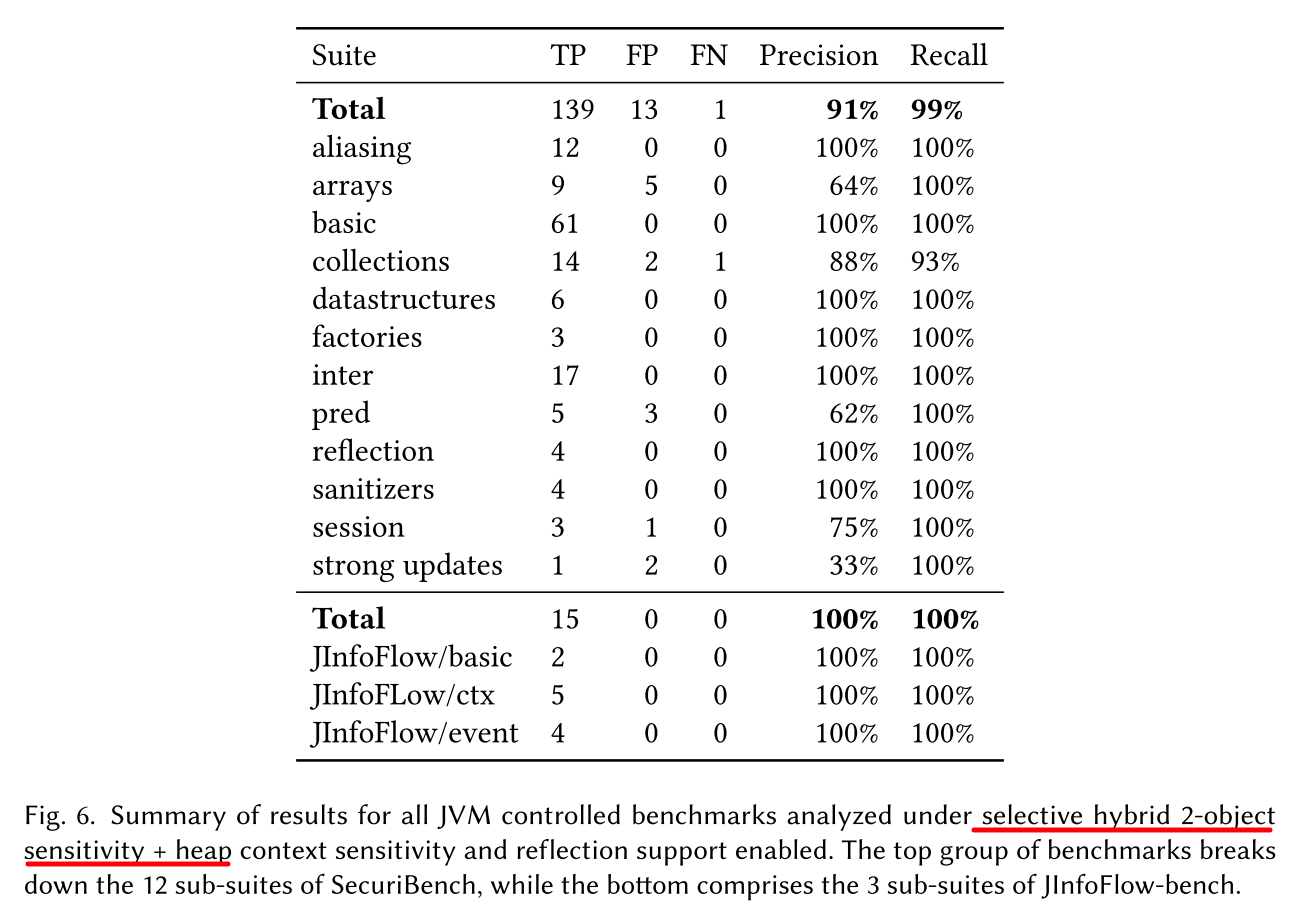 Suite TP FP FN Precision Recall
Total 139 13 1 91% 99%
aliasing 12 0 0 100% 100%
arrays 9 5 0 64% 100%
basic 61 0 0 100% 100%
collections 14 2 1 88% 93%
datastructures 6 0 0 100% 100%
factories 3 0 0 100% 100%
inter 17 0 0 100% 100%
pred 5 3 0 62% 100%
reflection 4 0 0 100% 100%
sanitizers 4 0 0 100% 100%
session 3 1 0 75% 100%
strong updates 1 2 0 33% 100%
Total 15 0 0 100% 100%
JInfoFlow/basic 2 0 0 100% 100%
JInfoFLow/ctx 5 0 0 100% 100%
JInfoFlow/event 4 0 0 100% 100%
Fig. 6. Summary of results for all JVM controlled benchmarks analyzed under selective hybrid 2-object
sensitivity + heap context sensitivity and reflection support enabled. The top group of benchmarks breaks
down the 12 sub-suites of SecuriBench, while the bottom comprises the 3 sub-suites of JInfoFlow-bench.